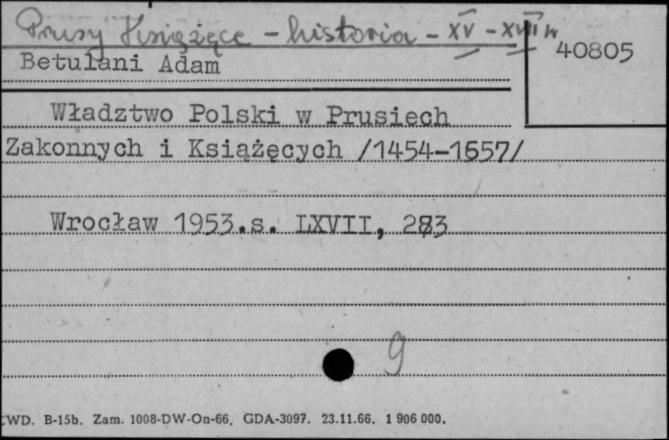 Prusy Książęce – historia – XV – XVIII w
40805
Betulani Adam
Władztwo Polski w Prusiech
Zakonnych i Książęcych /1454-1657/
Wrocław 1953.s. LXVII, 283
9
WD. B-15b. Zam. 1008-DW-On-66. GDA-3097. 23.11.66. 1 906 000.